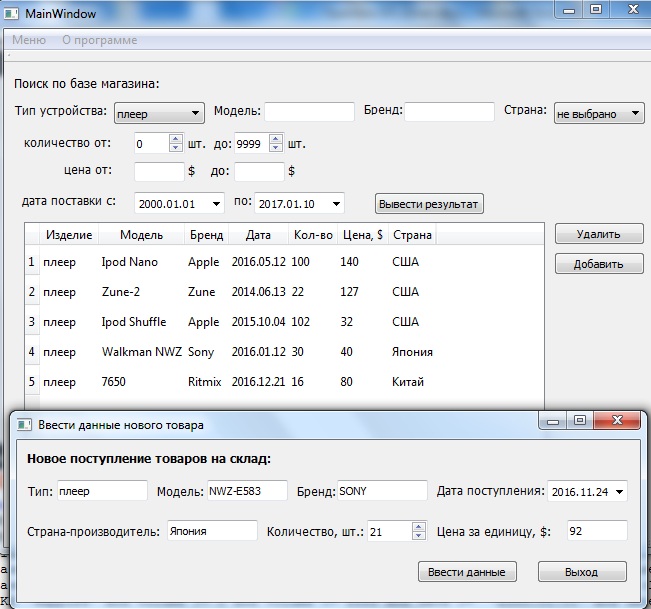 MainWindow
Меню О программе
Поиск по базе магазина:
Тип устройства: плеер Модель: Бренд: Страна: не выбрано
количество от: 0 шт. до: 9999 шт.
цена от: $ до: $
дата поставки с: 2000.01.01 по: 2017.01.10 Вывести результат
Изделие Модель Бренд Дата Кол-во Цена, $ Страна
Удалить
1 плеер Ipod Nano Apple 2016.05.12 100 140 США
Добавить
2 плеер Zune-2 Zune 2014.06.13 22 127 США
3 плеер Ipod Shuffle Apple 2015.10.04 102 32 США
4 плеер Walkman NWZ Sony 2016.01.12 30 40 Япония
5 плеер 7650 Ritmix 2016.12.21 16 80 Китай
Ввести данные нового товара
Новое поступление товаров на склад:
Тип: плеер Модель: NWZ-E583 Бренд: SONY Дата поступления: 2016.11.24
Страна-производитель: Япония Количество, шт.: 21 Цена за единицу, $: 92
Ввести данные Выход